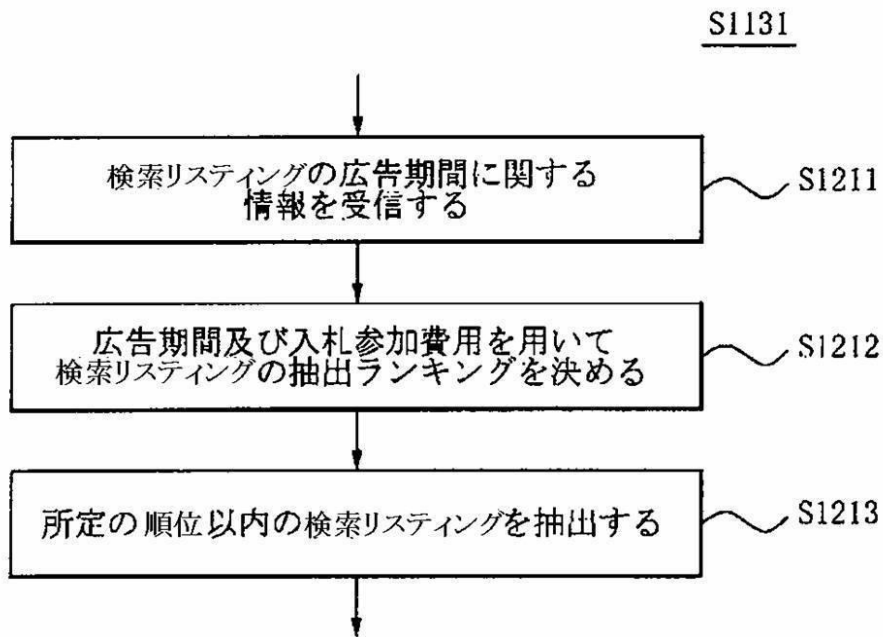 S1131
検索リスティングの広告期間に関する
情報を受信する
S1211
広告期間及び入札参加費用を用いて
検索リスティングの抽出ランキングを決める
S1212
所定の順位以内の検索リスティングを抽出する
S1213